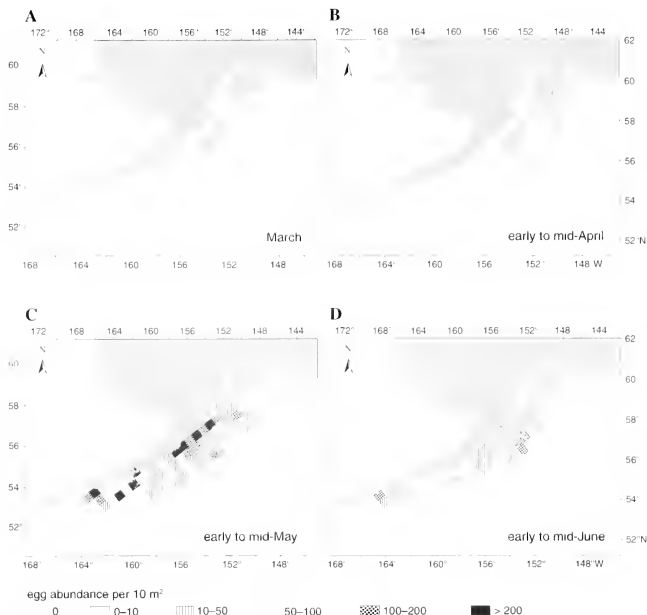 A
172° 168° 164 160 156 152 148 144
N
60
58
56
54
52°
March
168 164 160 156 152 148
B
172° 168° 164 160 156 152 148 144
62
N
60
58
56
54
52°N
early to mid-April
168 164 160 156 152° 148 W
C
172° 168 164 160 156 152° 148 144
N
60
58
56
54
52°
early to mid-May
168° 164 160 156 152° 148
D
172° 168° 164 160 156 152 148 144
62
N
60
58
56
54
52°N
early to mid-June
168° 164 160 156 152° 148 W
egg abundance per 10 m²
0 0–10 10–50 50–100 100–200 > 200